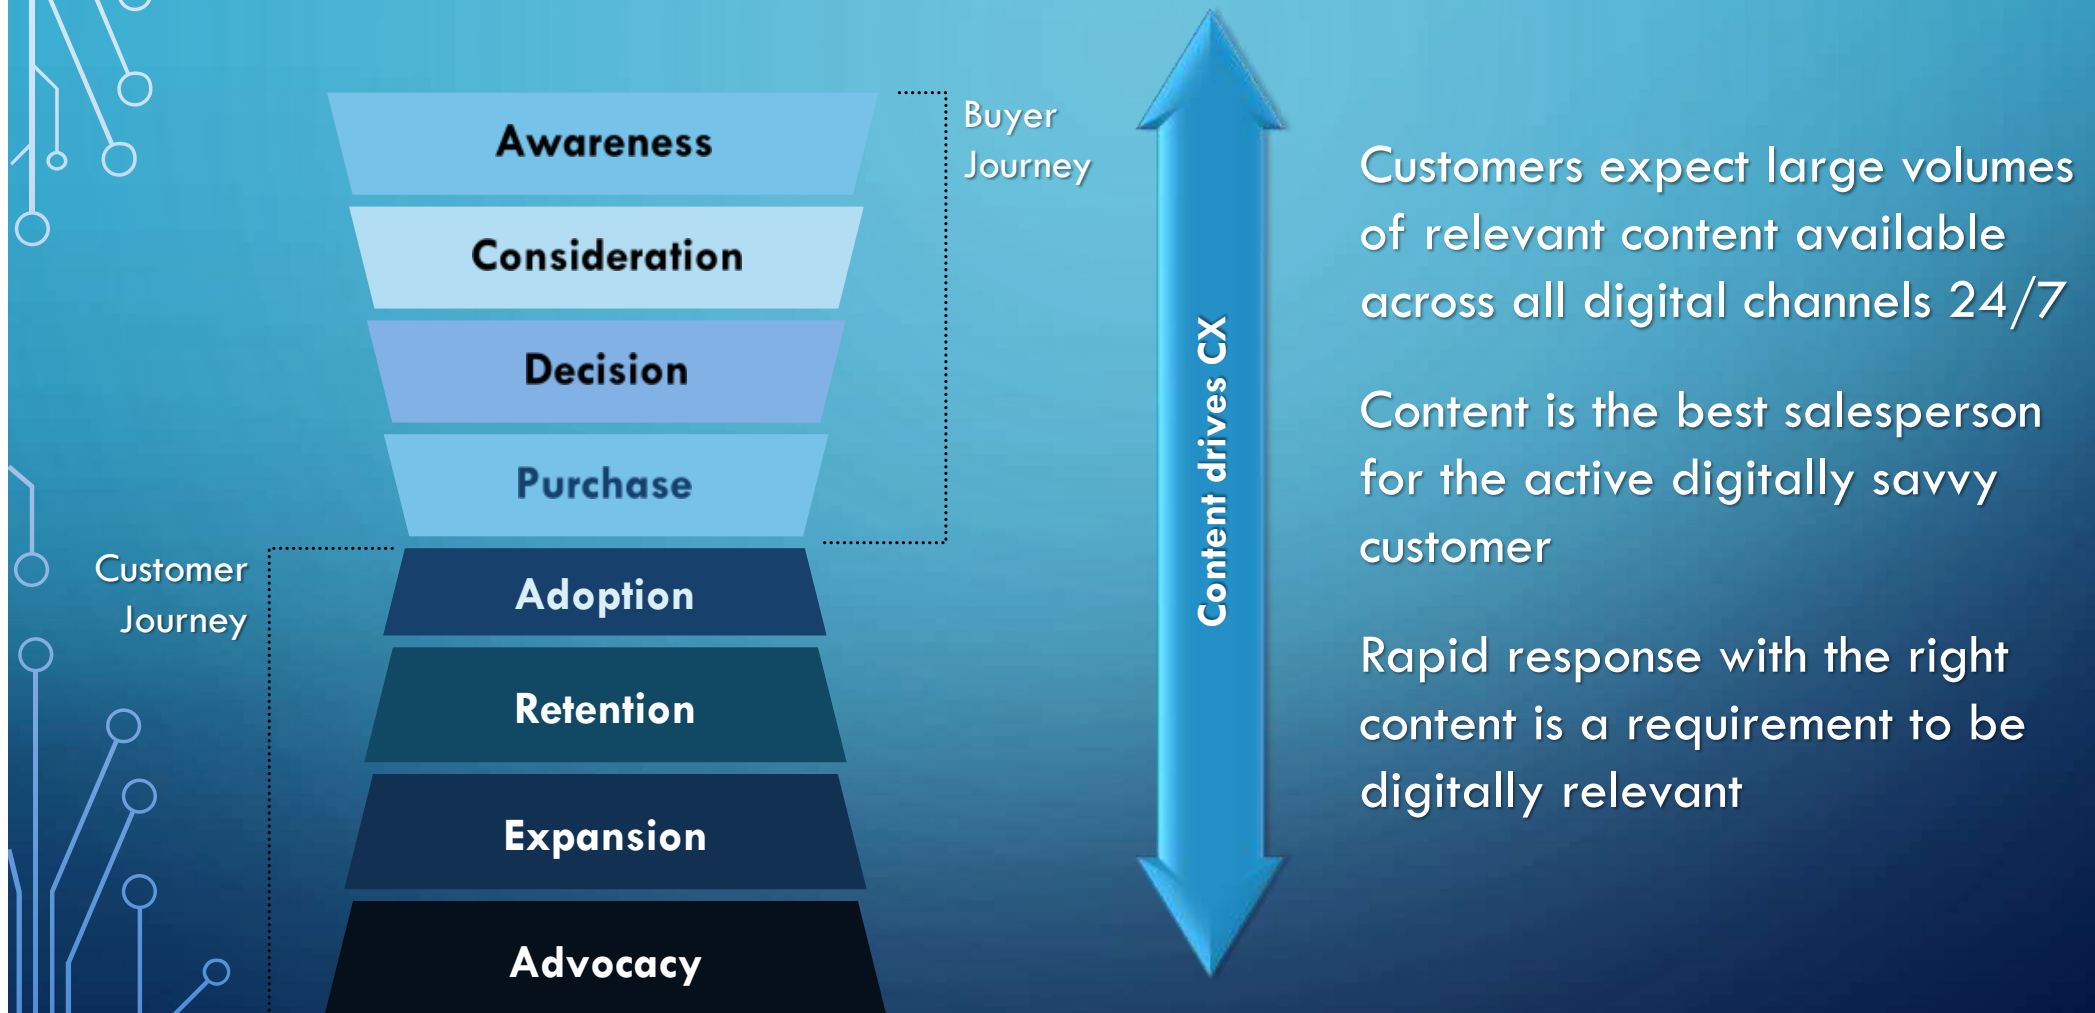 Awareness
Consideration
Decision
Purchase
Adoption
Retention
Expansion
Advocacy
Buyer
Journey
Customer
Journey
Content drives CX
Customers expect large volumes
of relevant content available
across all digital channels 24/7
Content is the best salesperson
for the active digitally savvy
customer
Rapid response with the right
content is a requirement to be
digitally relevant